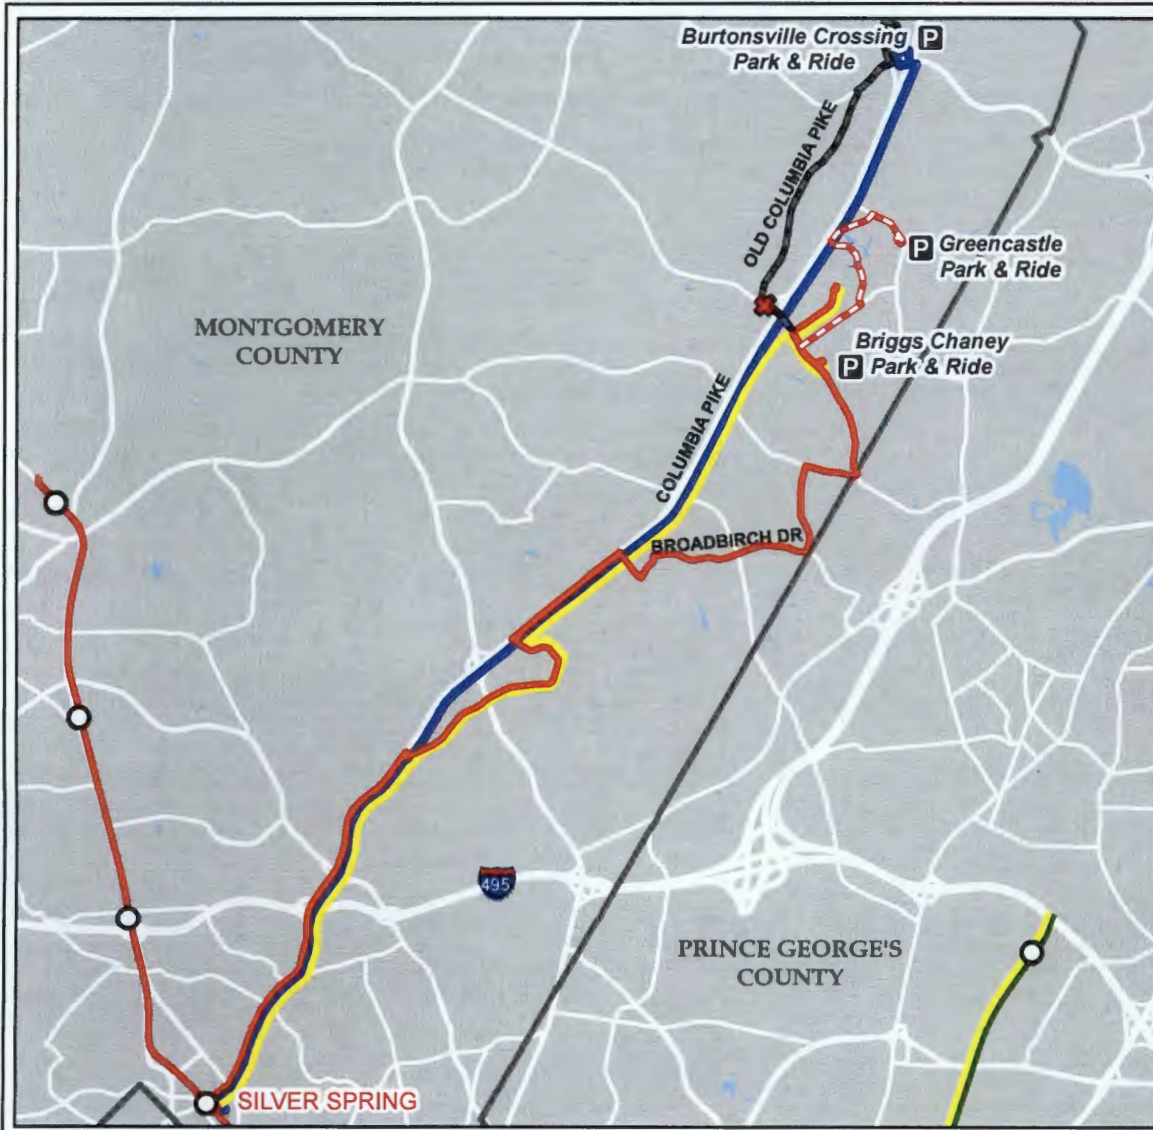 Burtonsville Crossing P
Park & Ride
OLD COLUMBIA PIKE
P Greencastle
Park & Ride
MONTGOMERY
COUNTY
Briggs Chaney
P Park & Ride
COLUMBIA PIKE
BROADBIRCH DR
495
PRINCE GEORGE'S
COUNTY
SILVER SPRING